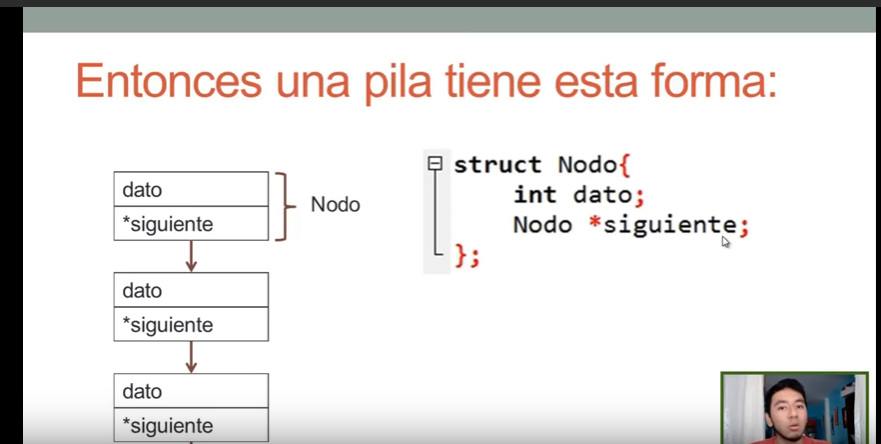 Entonces una pila tiene esta forma:
dato
*siguiente
Nodo
dato
*siguiente
dato
*siguiente
struct Nodo{
int dato;
Nodo *siguiente;
};